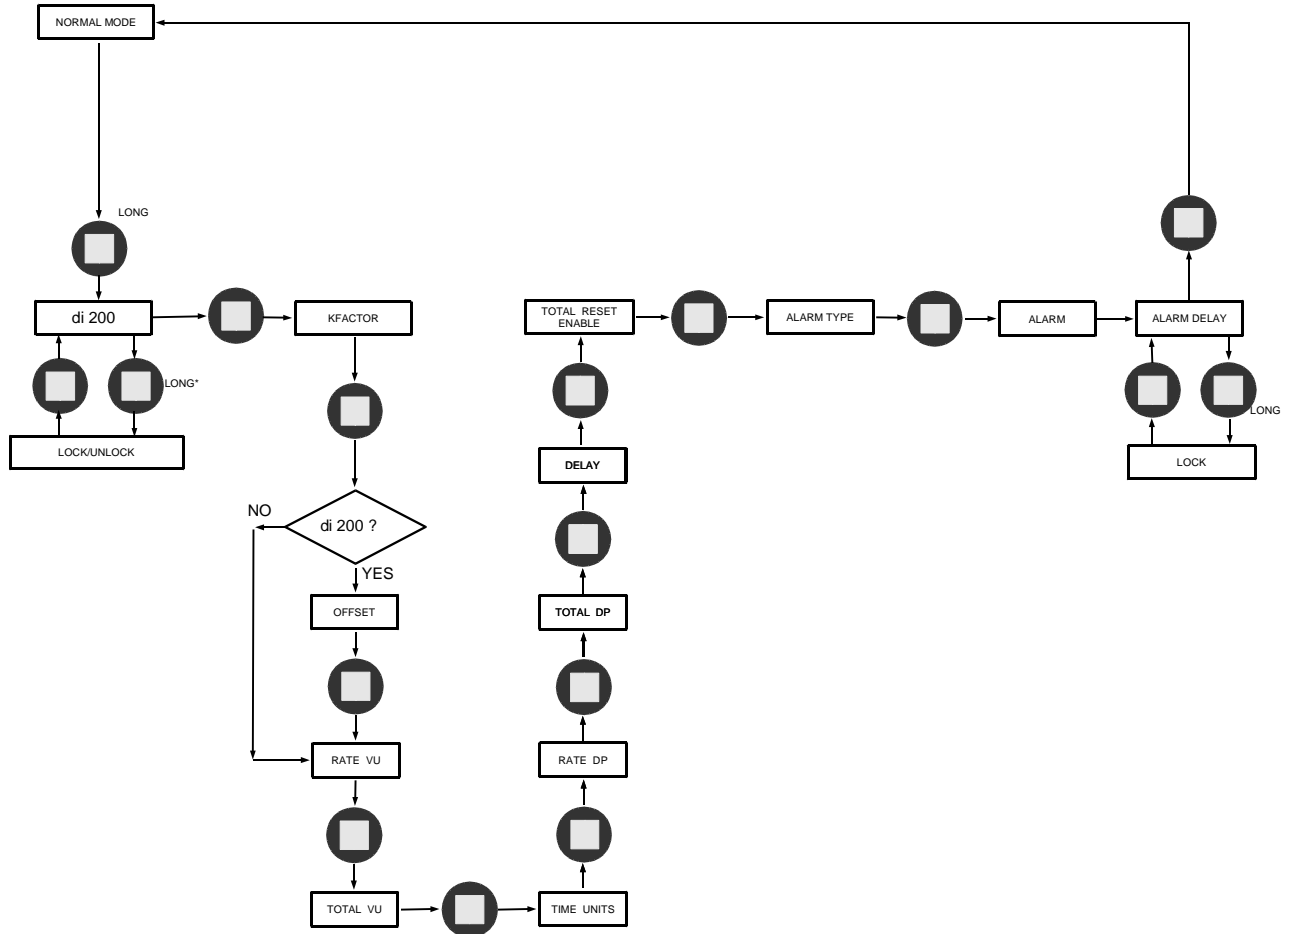 NORMAL MODE
LONG
di 200
KFACTOR
TOTAL RESET
ENABLE
ALARM TYPE
ALARM
ALARM DELAY
LONG*
LONG
LOCK/UNLOCK
DELAY
LOCK
NO
di 200 ?
YES
OFFSET
TOTAL DP
RATE VU
RATE DP
TOTAL VU
TIME UNITS